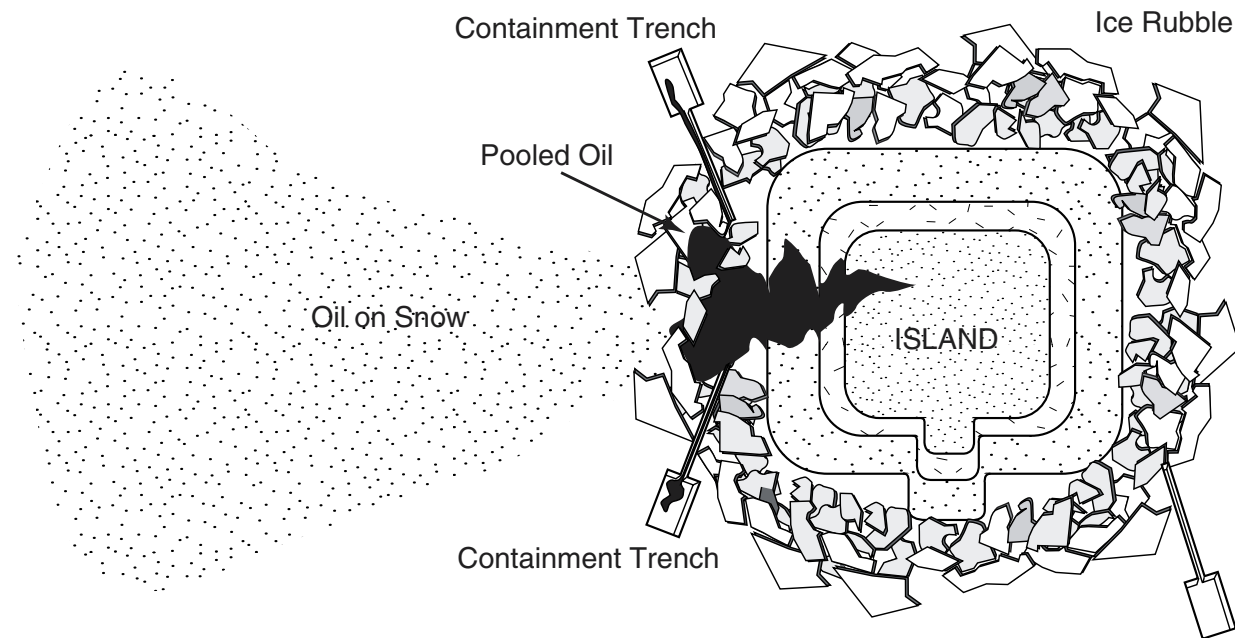 Containment Trench
Ice Rubble
Pooled Oil
Oil on Snow
ISLAND
Containment Trench